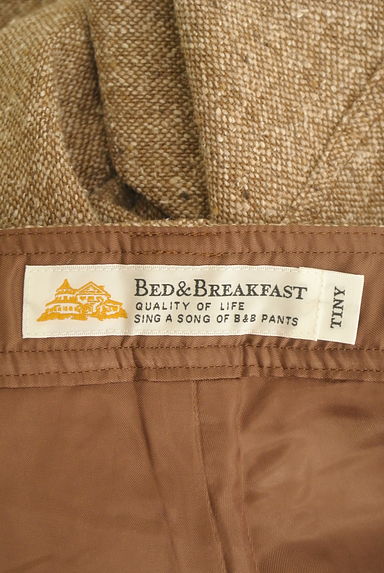 BED&BREAKFAST
QUALITY OF LIFE
SING A SONG OF B&B PANTS
TINY